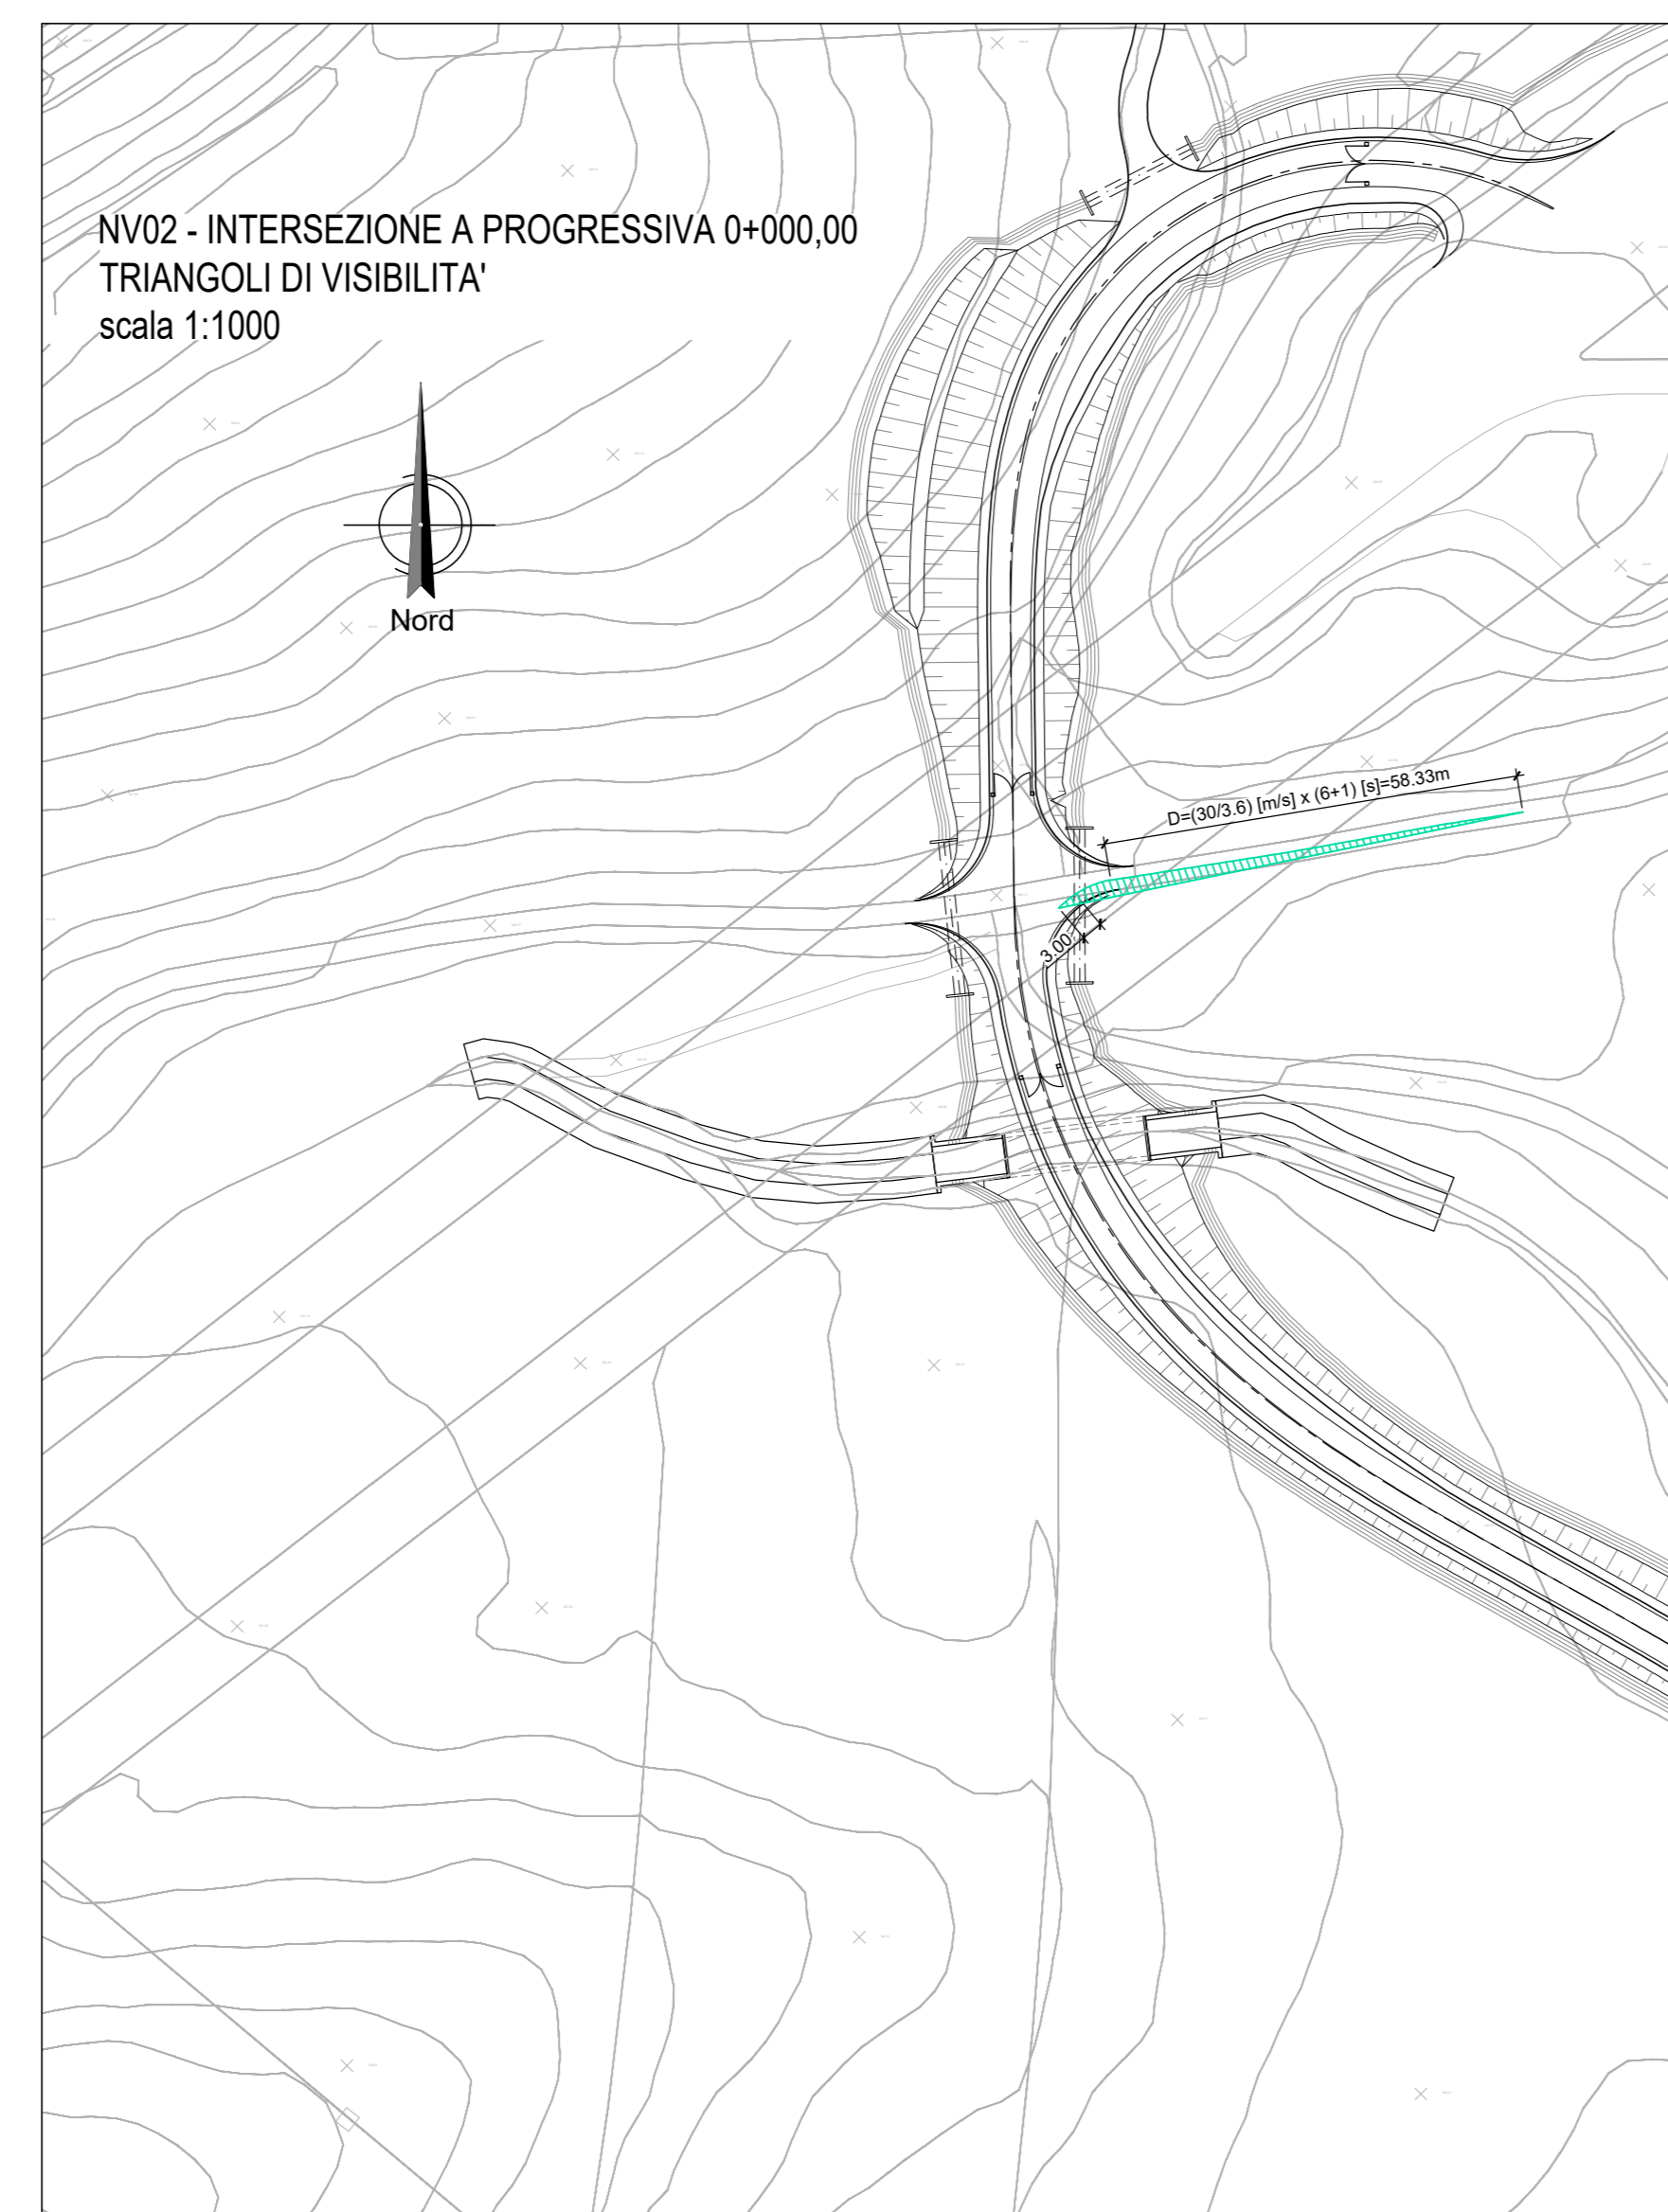 NV02 - INTERSEZIONE A PROGRESSIVA 0+000,00
TRIANGOLI DI VISIBILITA'
scala 1:1000
Nord
D=(30/3.6) [m/s] x (6+1) [s]=58.33m
3.00